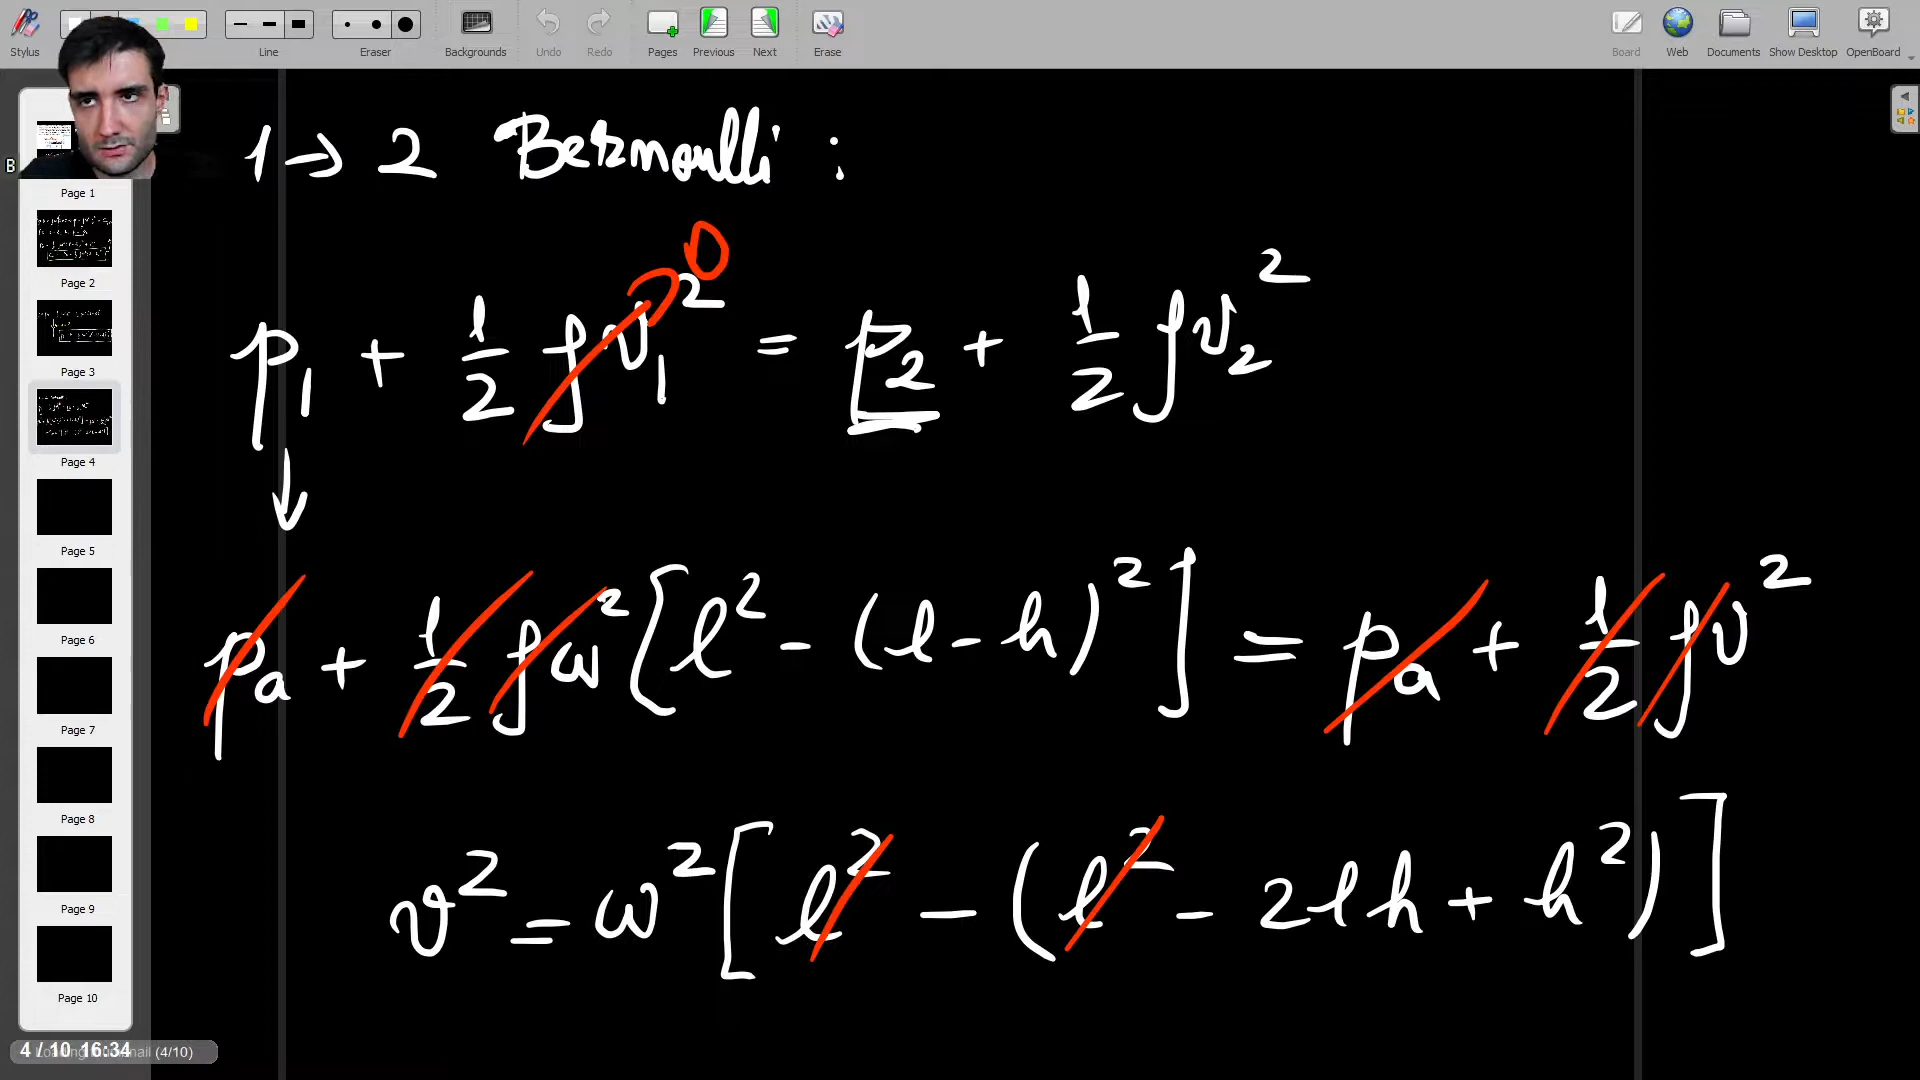 Stylus
Line
Eraser
Backgrounds
Undo
Redo
Pages
Previous
Next
Erase
Board
Web
Documents
Show Desktop
OpenBoard
B
Page 1
Page 2
Page 3
Page 4
Page 5
Page 6
Page 7
Page 8
Page 9
Page 10
4 / 10 16:34
(4/10)
1 → 2 Bernoulli :
p₁ + 1/2 ρv₁² 0 = p₂ + 1/2 ρv₂²
↓
pₐ + 1/2 ρω² [l² - (l - h)²] = pₐ + 1/2 ρv²
v² = ω² [l² - (l² - 2lh + h²)]